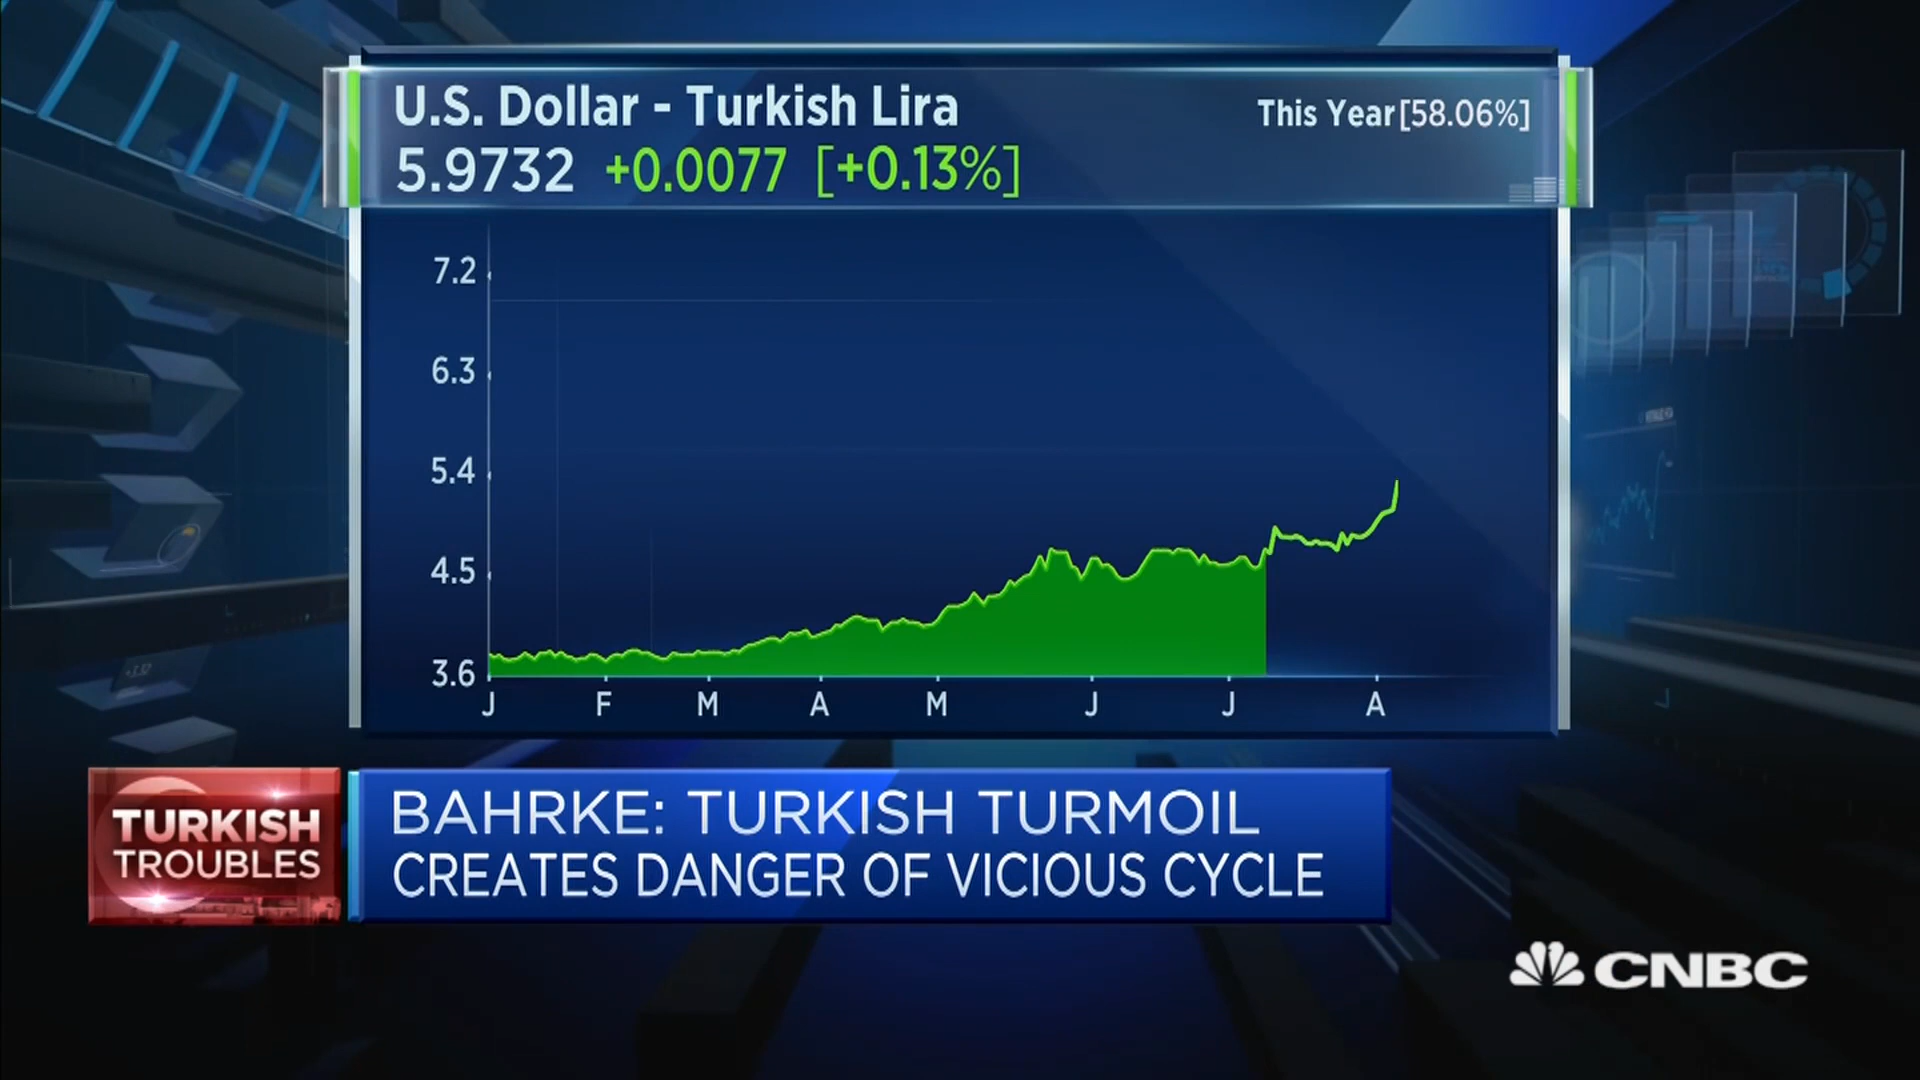 U.S. Dollar - Turkish Lira
This Year[58.06%]
5.9732 +0.0077 [+0.13%]
7.2
6.3
5.4
4.5
3.6
J F M A M J J A
TURKISH
TROUBLES
BAHRKE: TURKISH TURMOIL
CREATES DANGER OF VICIOUS CYCLE
CNBC